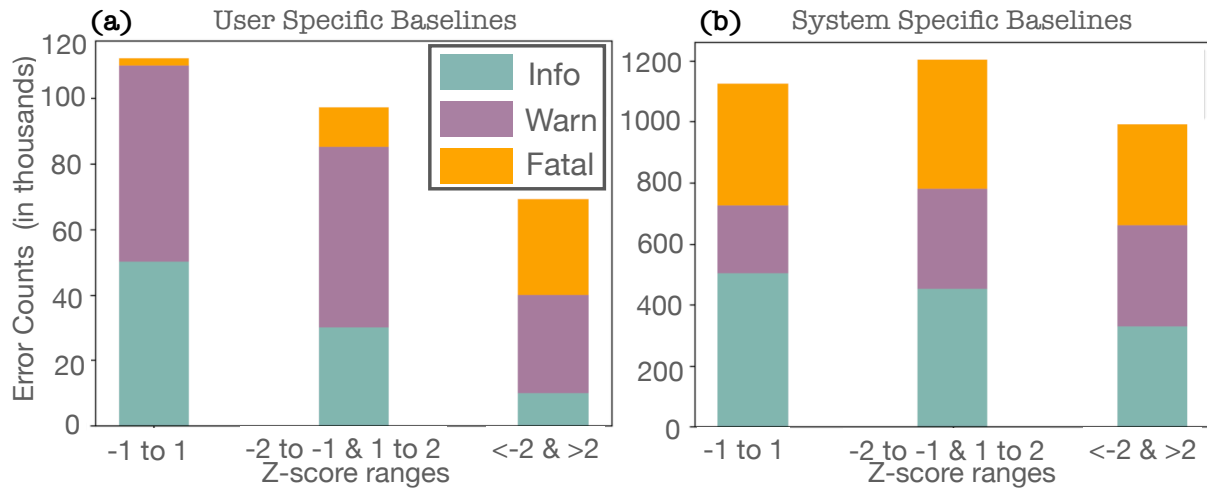 (a) User Specific Baselines
Error Counts (in thousands)
120
100
80
60
40
20
0
Info
Warn
Fatal
-1 to 1
-2 to -1 & 1 to 2
<-2 & >2
Z-score ranges
(b) System Specific Baselines
1200
1000
800
600
400
200
0
-1 to 1
-2 to -1 & 1 to 2
<-2 & >2
Z-score ranges